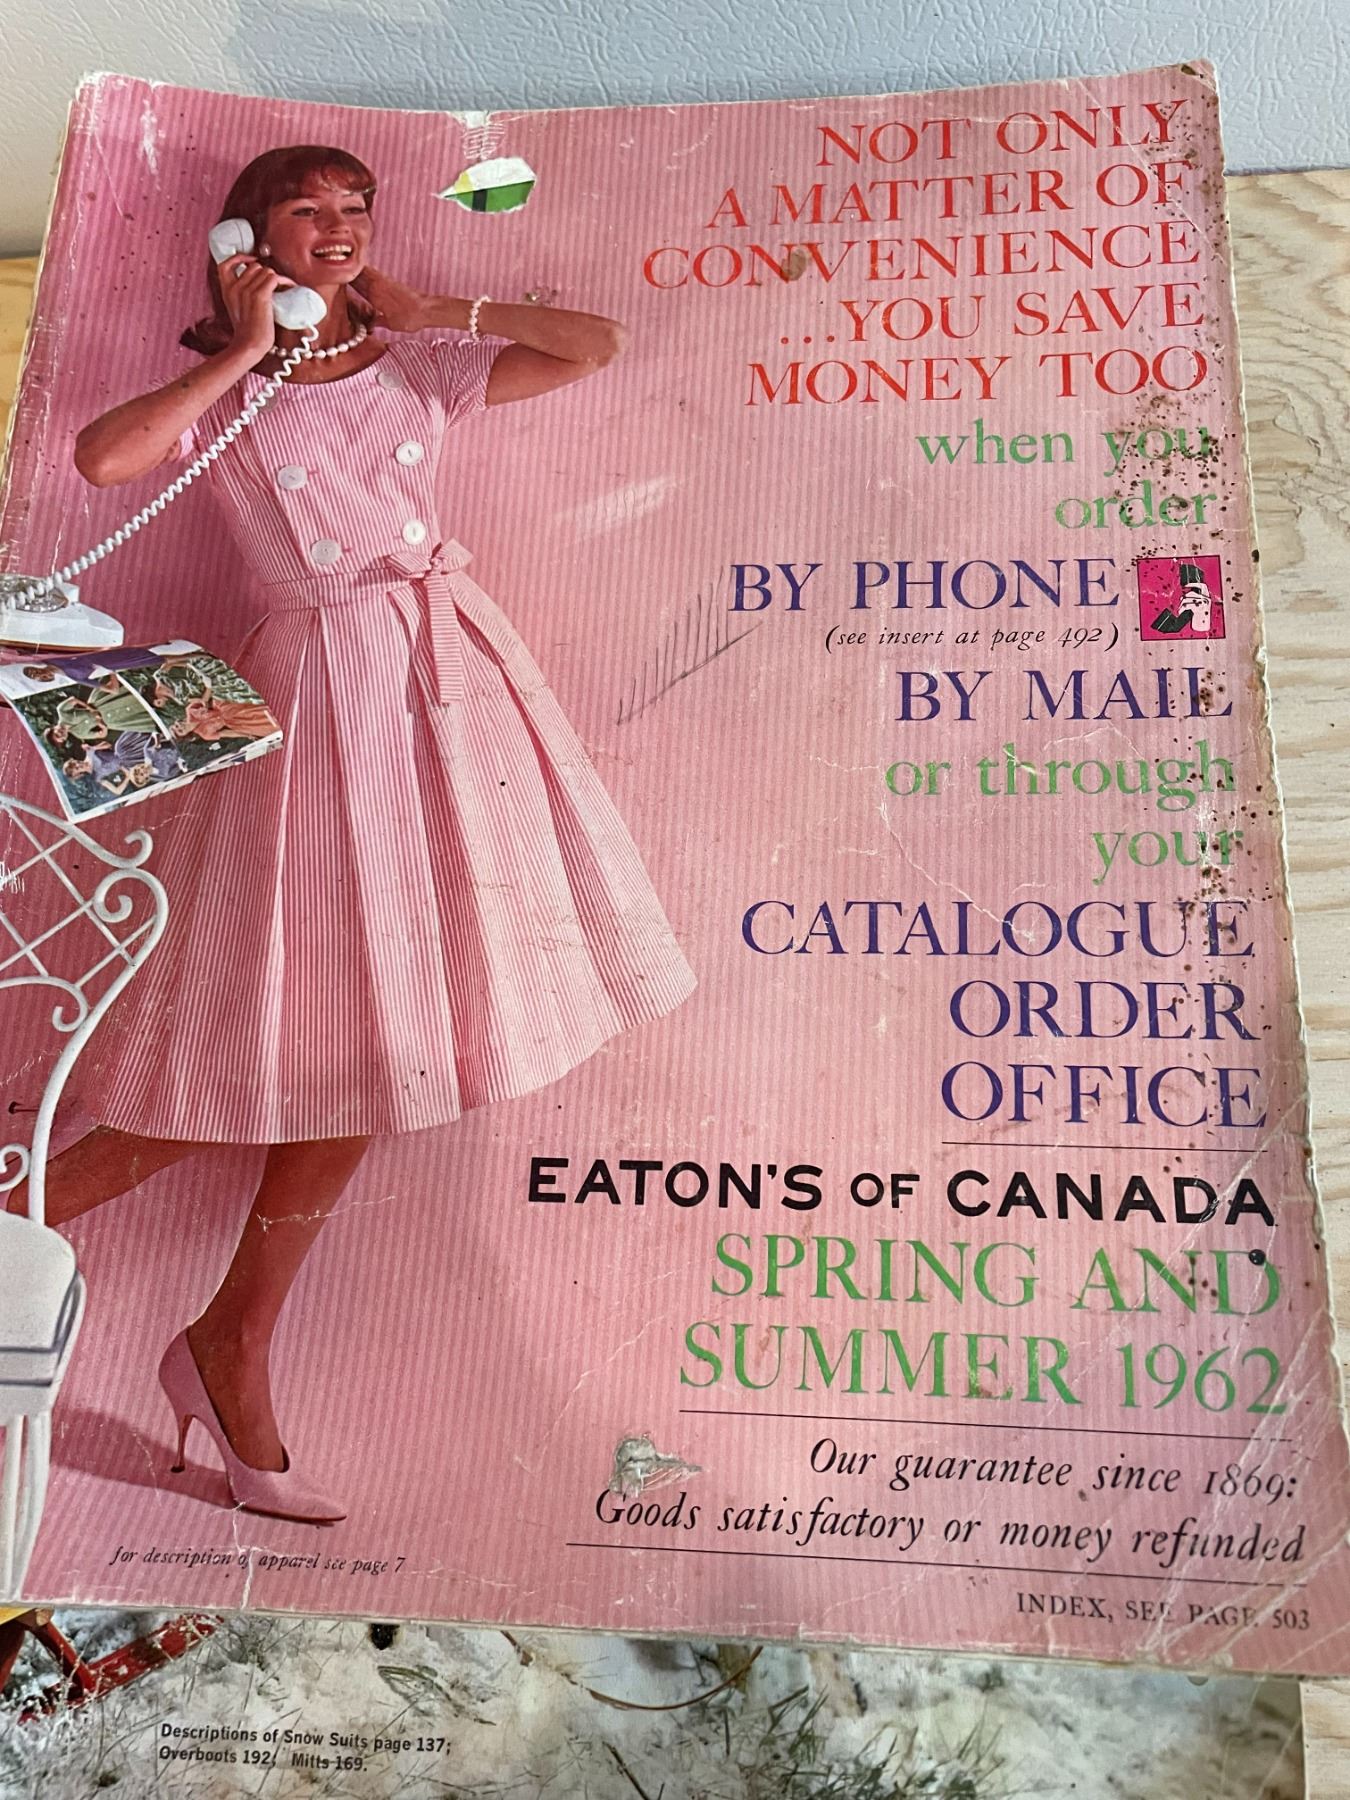 NOT ONLY
A MATTER OF
CONVENIENCE
...YOU SAVE
MONEY TOO
when you
order
BY PHONE
(see insert at page 492)
BY MAIL
or through
your
CATALOGUE
ORDER
OFFICE
EATON'S OF CANADA
SPRING AND
SUMMER 1962
Our guarantee since 1869:
Goods satisfactory or money refunded
for description of apparel see page 7
INDEX, SEE PAGE 503
Descriptions of Snow Suits page 137;
Overboots 192; Mitts 169.